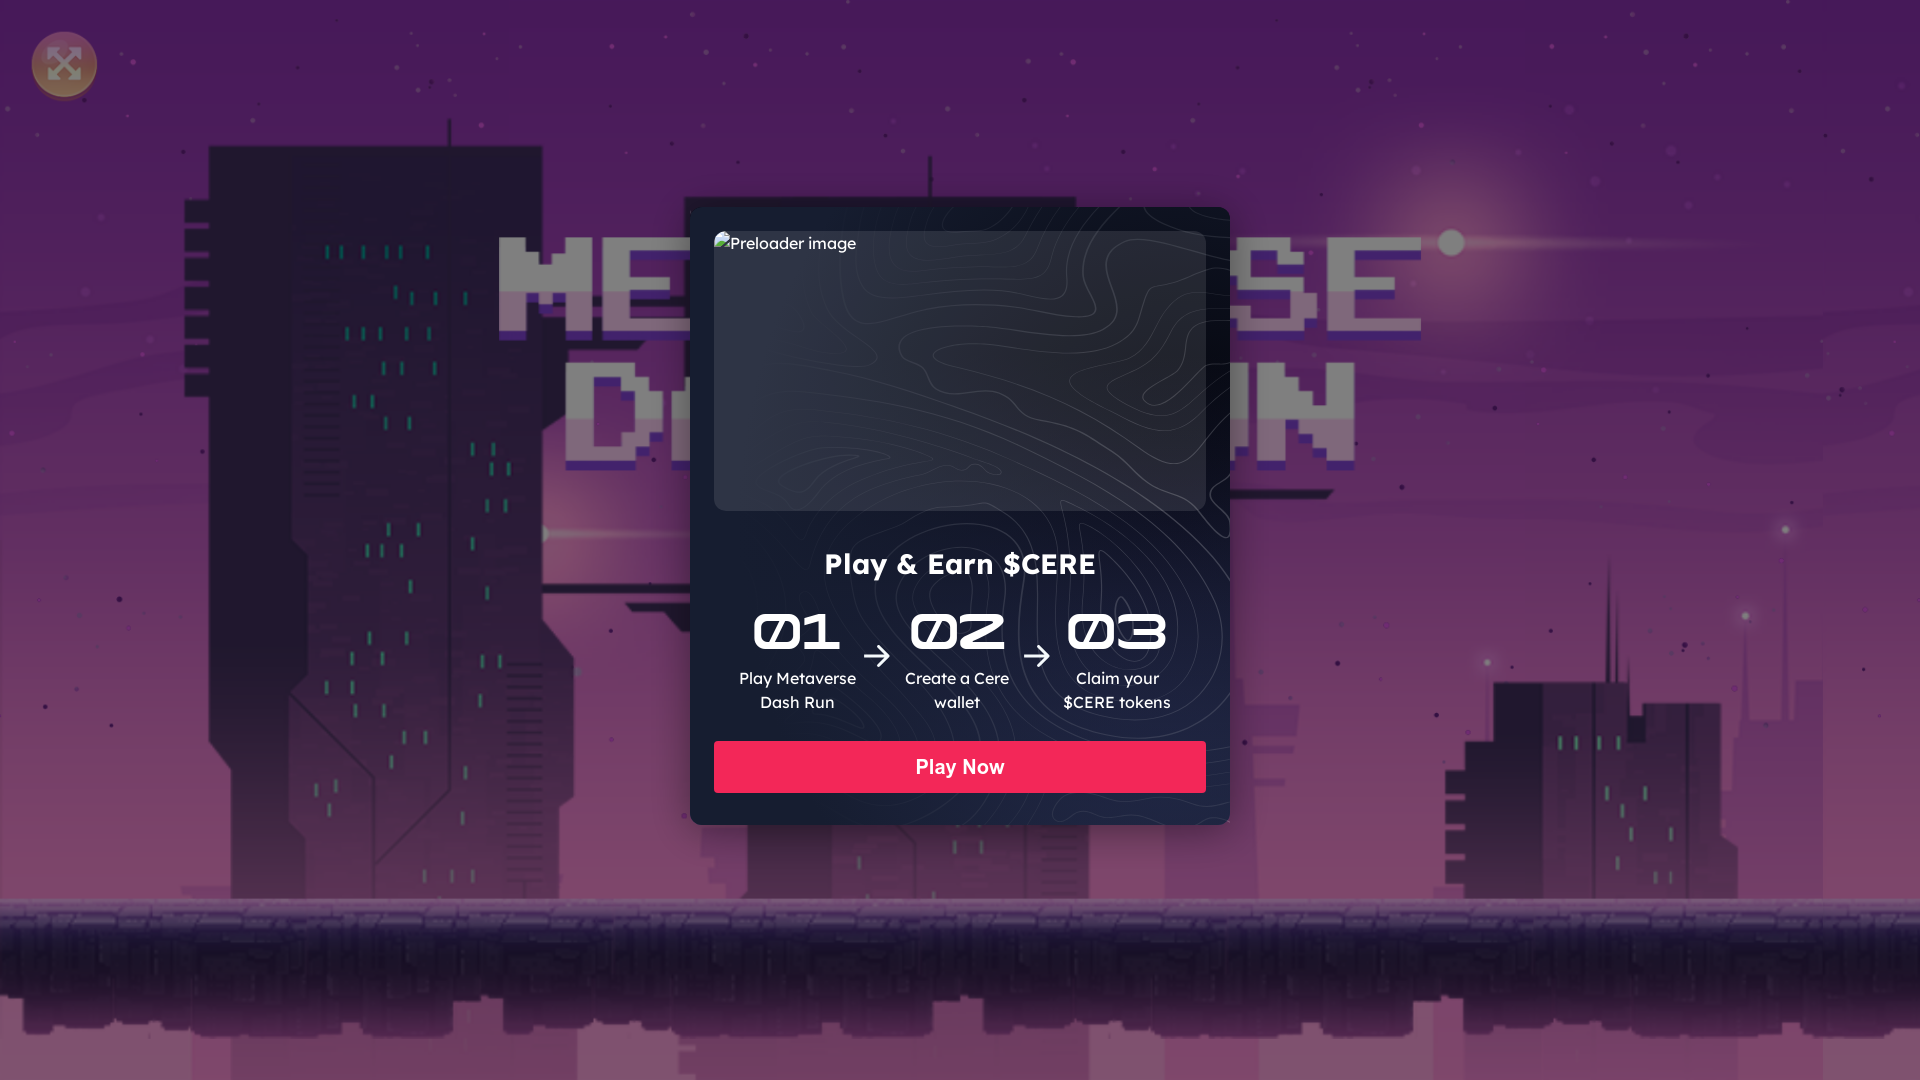 ME SE
D N
Preloader image
Play & Earn $CERE
01 02 03
Play Metaverse
Dash Run
Create a Cere
wallet
Claim your
$CERE tokens
Play Now